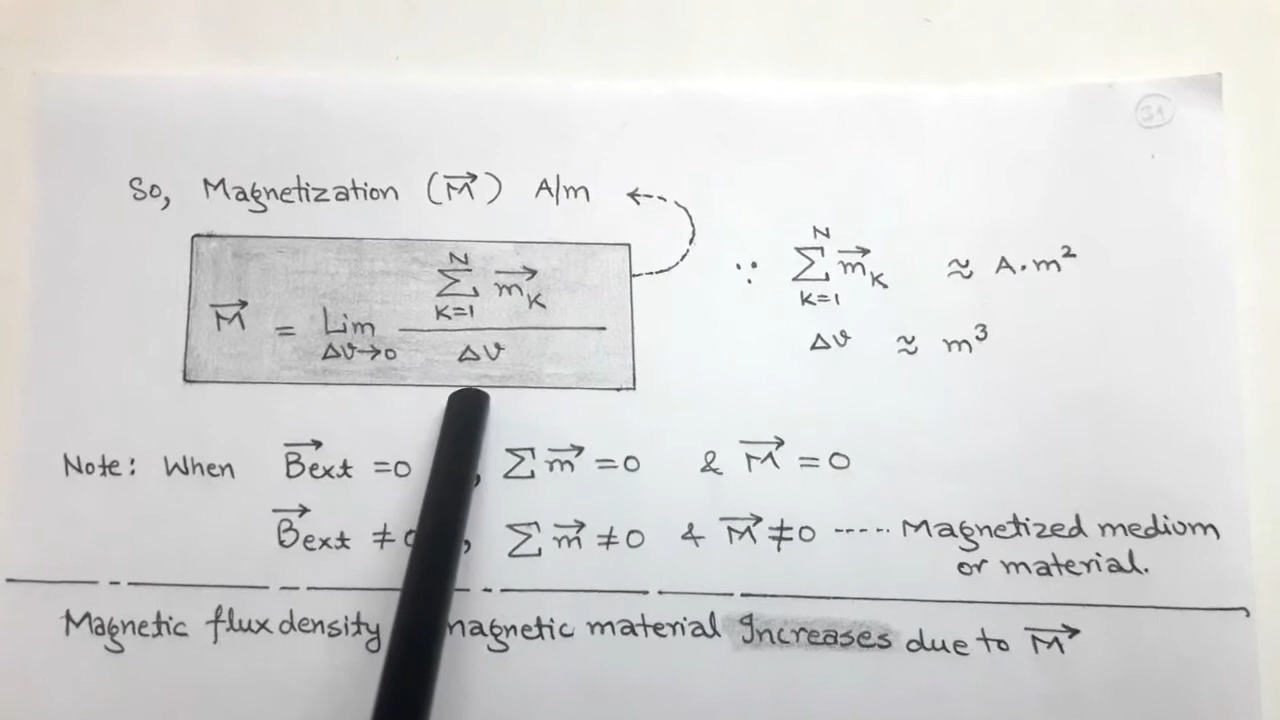 31
So, Magnetization (M⃗) A/m
M⃗ = Lim Δv→0 ∑ᴺ K=1 m⃗K / Δv
∵ ∑ᴺ K=1 m⃗K ≈ A·m²
Δv ≈ m³
Note: When B⃗ext =0 , ∑m⃗ =0 & M⃗ =0
B⃗ext ≠0 , ∑m⃗ ≠0 & M⃗ ≠0 ----- Magnetized medium
or material.
Magnetic flux density magnetic material Increases due to M⃗